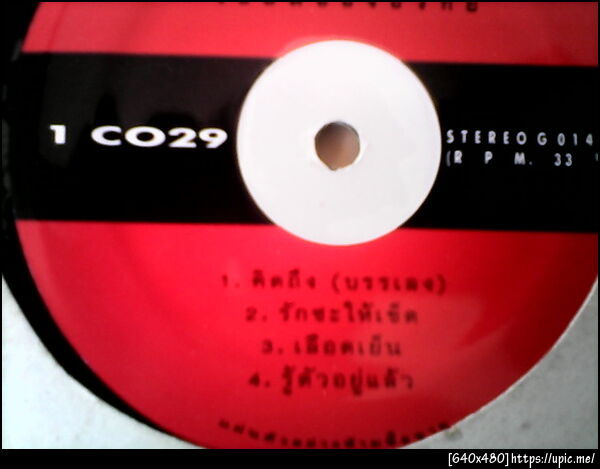 1 CO29
STEREO G014
(R P M. 33
1. คิดถึง (บรรเลง)
2. รักซะให้เข็ด
3. เลือดเย็น
4. รู้ตัวอยู่แล้ว
[640x480]https://upic.me/